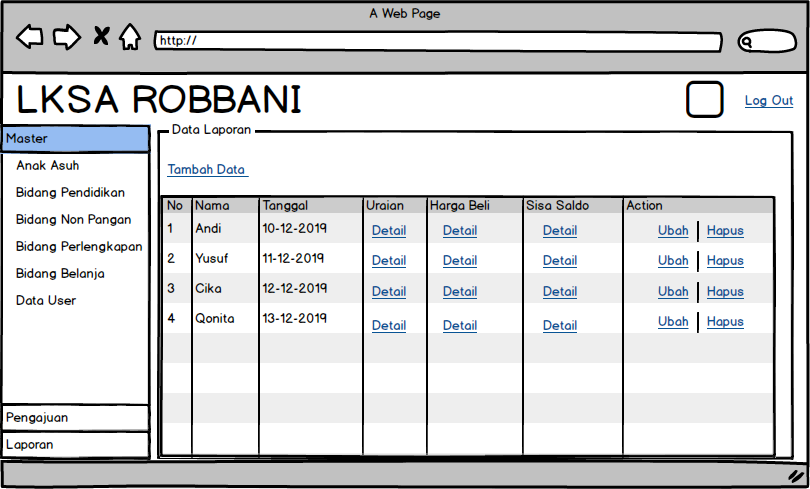 A Web Page
http://
LKSA ROBBANI
Log Out
Master
Anak Asuh
Bidang Pendidikan
Bidang Non Pangan
Bidang Perlengkapan
Bidang Belanja
Data User
Pengajuan
Laporan
Data Laporan
Tambah Data
No Nama Tanggal Uraian Harga Beli Sisa Saldo Action
1 Andi 10-12-2019 Detail Detail Detail Ubah | Hapus
2 Yusuf 11-12-2019 Detail Detail Detail Ubah | Hapus
3 Cika 12-12-2019 Detail Detail Detail Ubah | Hapus
4 Qonita 13-12-2019 Detail Detail Detail Ubah | Hapus